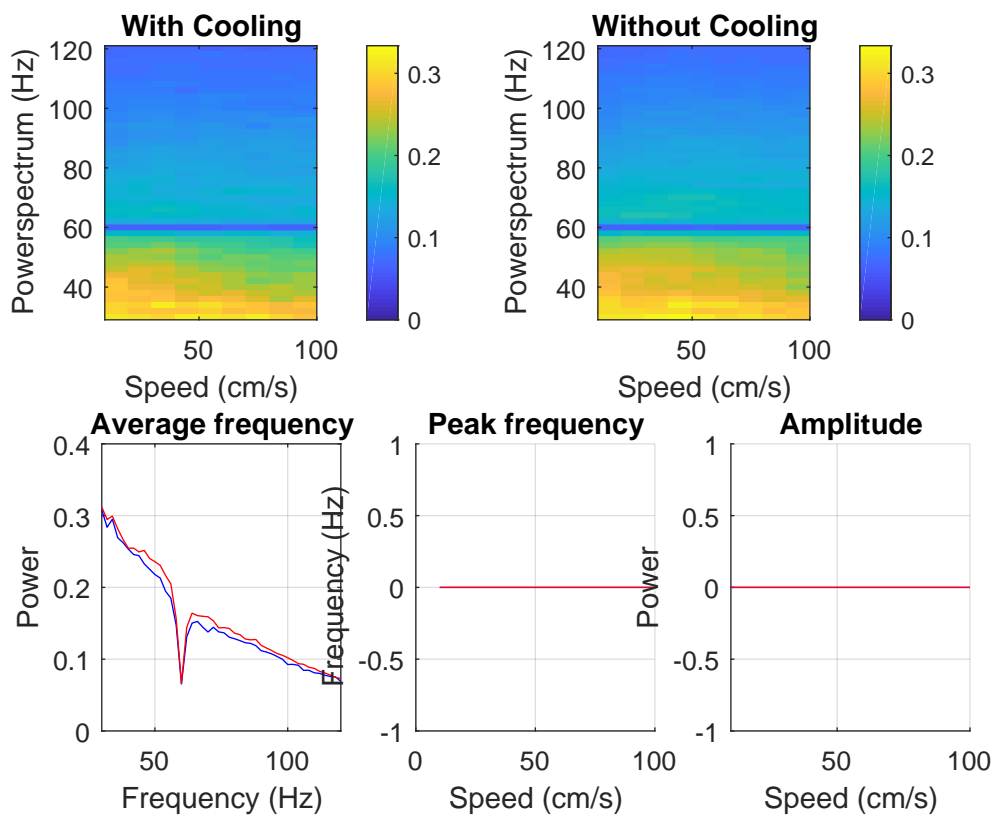 With Cooling
Powerspectrum (Hz)
120
100
80
60
40
50
100
Speed (cm/s)
0.3
0.2
0.1
0
Without Cooling
Powerspectrum (Hz)
120
100
80
60
40
50
100
Speed (cm/s)
0.3
0.2
0.1
0
Average frequency
Power
0.4
0.3
0.2
0.1
0
50
100
Frequency (Hz)
Peak frequency
Frequency (Hz)
1
0.5
0
-0.5
-1
0
50
100
Speed (cm/s)
Amplitude
Power
1
0.5
0
-0.5
-1
50
100
Speed (cm/s)